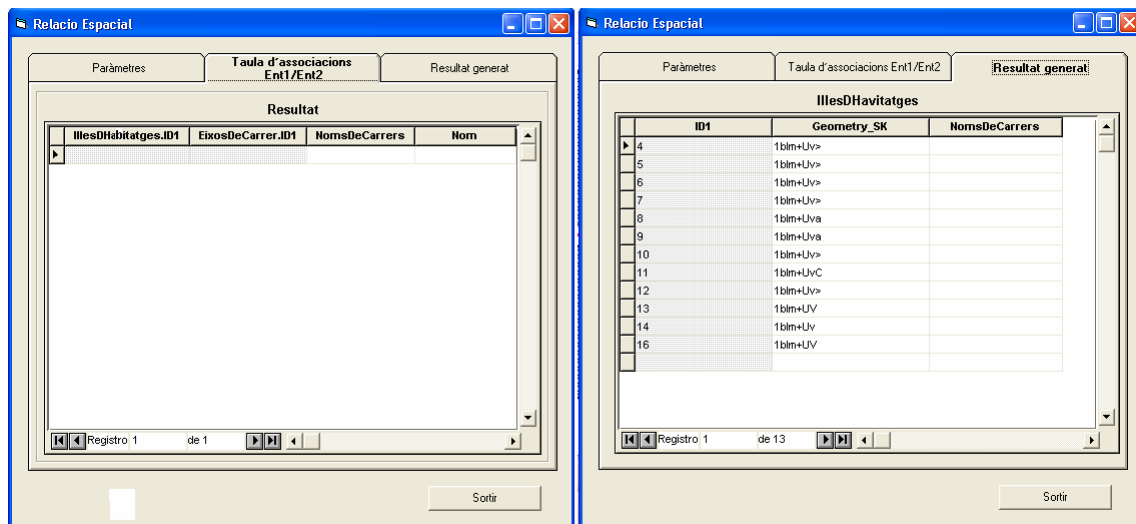 Relacio Espacial
Paràmetres
Taula d´associacions
Ent1/Ent2
Resultat generat
Resultat
IllesDHabitatges.ID1 EixosDeCarrer.ID1 NomsDeCarrers Nom
Registro 1 de 1
Sortir
Relacio Espacial
Paràmetres
Taula d´associacions Ent1/Ent2
Resultat generat
IllesDHavitatges
ID1 Geometry_SK NomsDeCarrers
4 1blm+Uv>
5 1blm+Uv>
6 1blm+Uv>
7 1blm+Uv>
8 1blm+Uva
9 1blm+Uva
10 1blm+Uv>
11 1blm+UvC
12 1blm+Uv>
13 1blm+UV
14 1blm+Uv
16 1blm+UV
Registro 1 de 13
Sortir